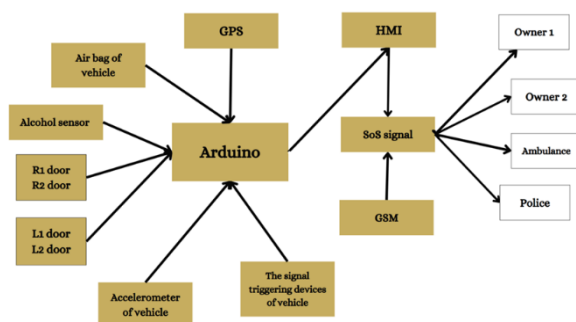 GPS
HMI
Owner 1
Air bag of
vehicle
Owner 2
Alcohol sensor
Arduino
SoS signal
Ambulance
R1 door
R2 door
Police
L1 door
L2 door
GSM
Accelerometer
of vehicle
The signal
triggering devices
of vehicle